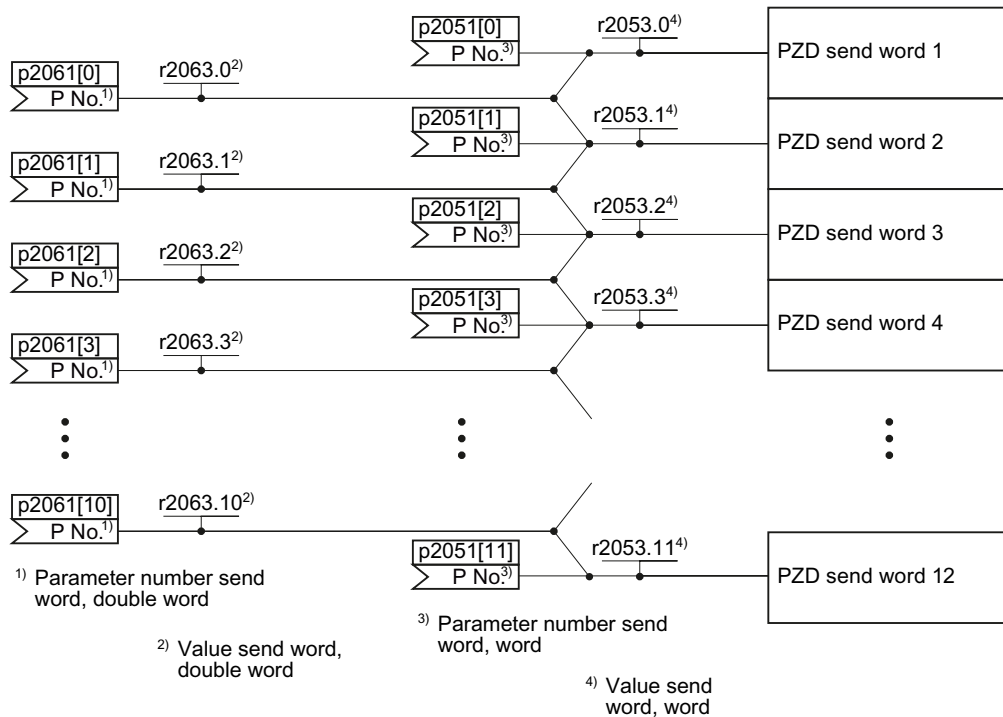 p2051[0]
P No.3)
r2053.04)
PZD send word 1
p2061[0]
P No.1)
r2063.02)
p2051[1]
P No.3)
r2053.14)
PZD send word 2
p2061[1]
P No.1)
r2063.12)
p2051[2]
P No.3)
r2053.24)
PZD send word 3
p2061[2]
P No.1)
r2063.22)
p2051[3]
P No.3)
r2053.34)
PZD send word 4
p2061[3]
P No.1)
r2063.32)
p2061[10]
P No.1)
r2063.102)
p2051[11]
P No.3)
r2053.114)
PZD send word 12
1) Parameter number send
word, double word
2) Value send word,
double word
3) Parameter number send
word, word
4) Value send
word, word